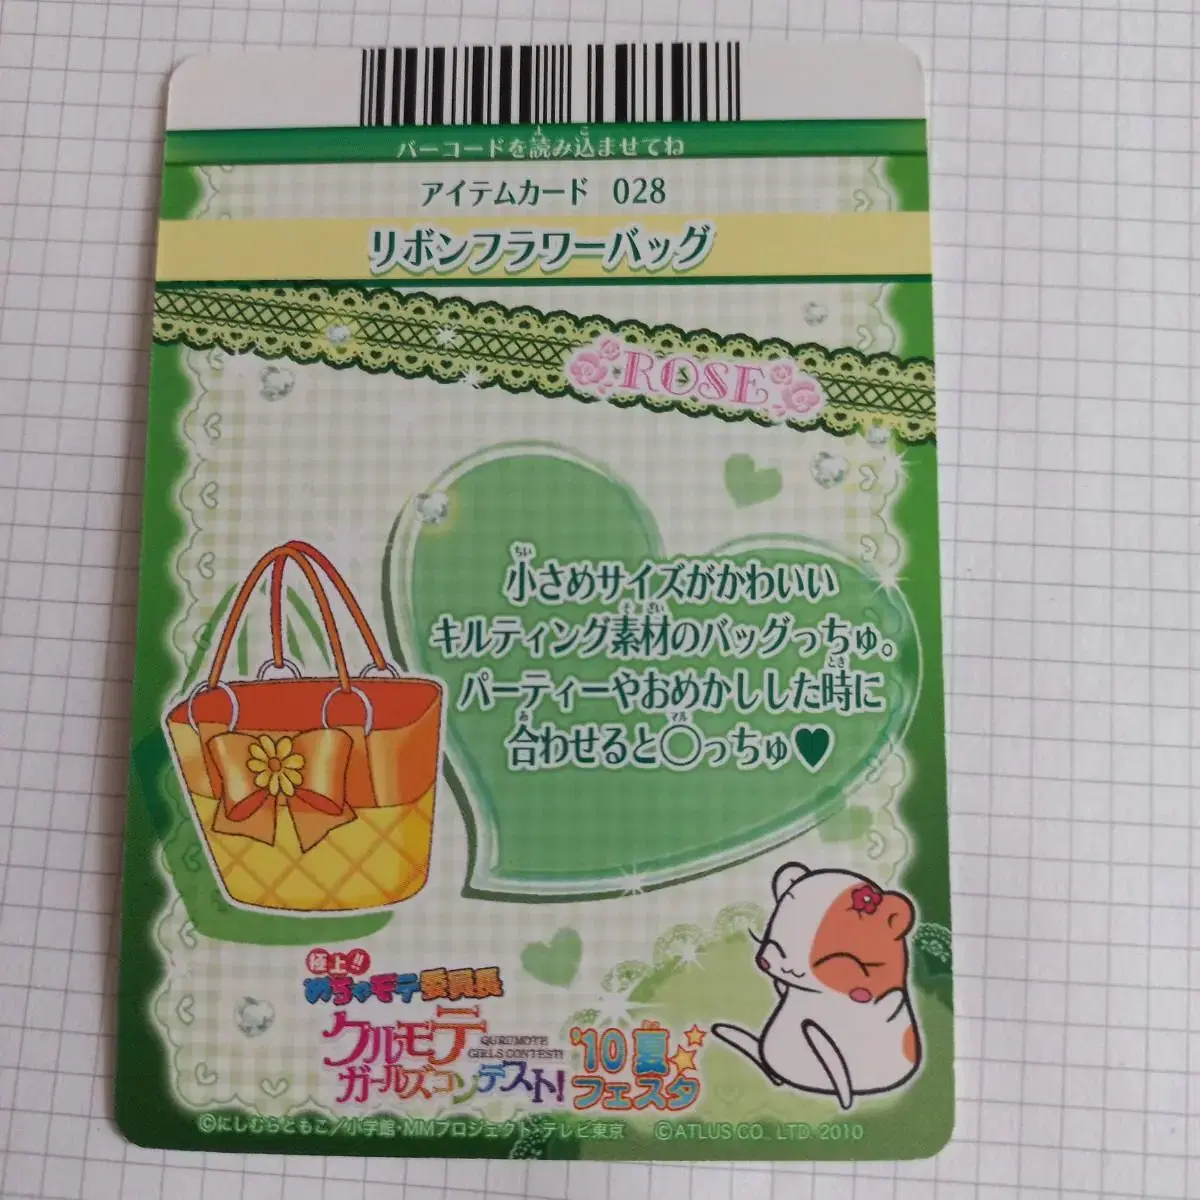 バーコードを読み込ませてね
アイテムカード 028
リボンフラワーバッグ
ROSE
小さめサイズがかわいい
キルティング素材のバッグっちゅ。
パーティーやおめかしした時に
合わせると○っちゅ♥
極上!!
めちゃモテ委員長
クルモテ
GURUMOTE
GIRLS CONTEST!
ガールズコンテスト!
'10夏
フェスタ
©にしむらともこ/小学館・MMプロジェクト・テレビ東京 ©ATLUS CO., LTD. 2010